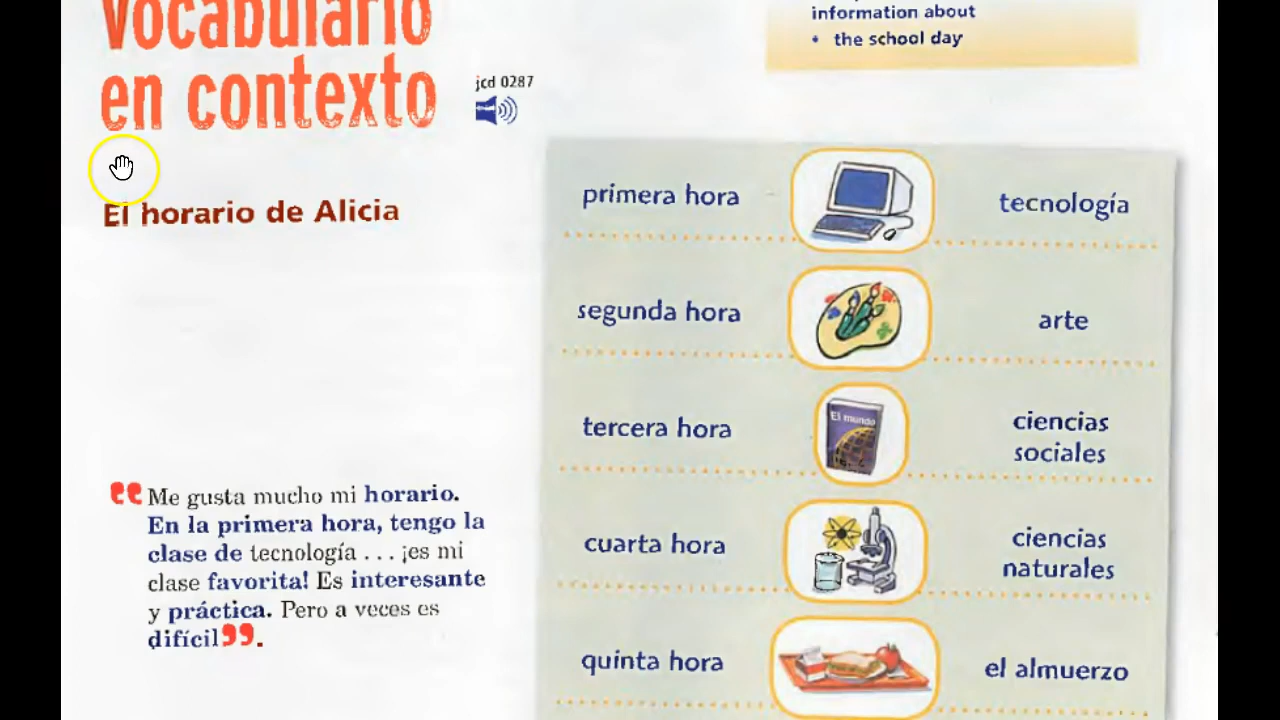 Vocabulario
en contexto
jcd 0287
information about
• the school day
El horario de Alicia
"Me gusta mucho mi horario.
En la primera hora, tengo la
clase de tecnología . . . ¡es mi
clase favorita! Es interesante
y práctica. Pero a veces es
difícil".
primera hora
tecnología
segunda hora
arte
tercera hora
El mundo
ciencias
sociales
cuarta hora
ciencias
naturales
quinta hora
el almuerzo